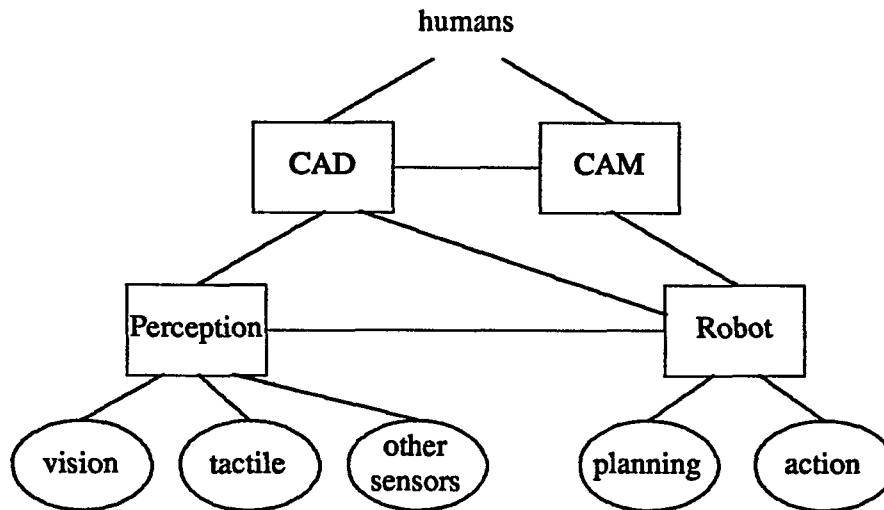 humans
CAD
CAM
Perception
Robot
vision
tactile
other
sensors
planning
action